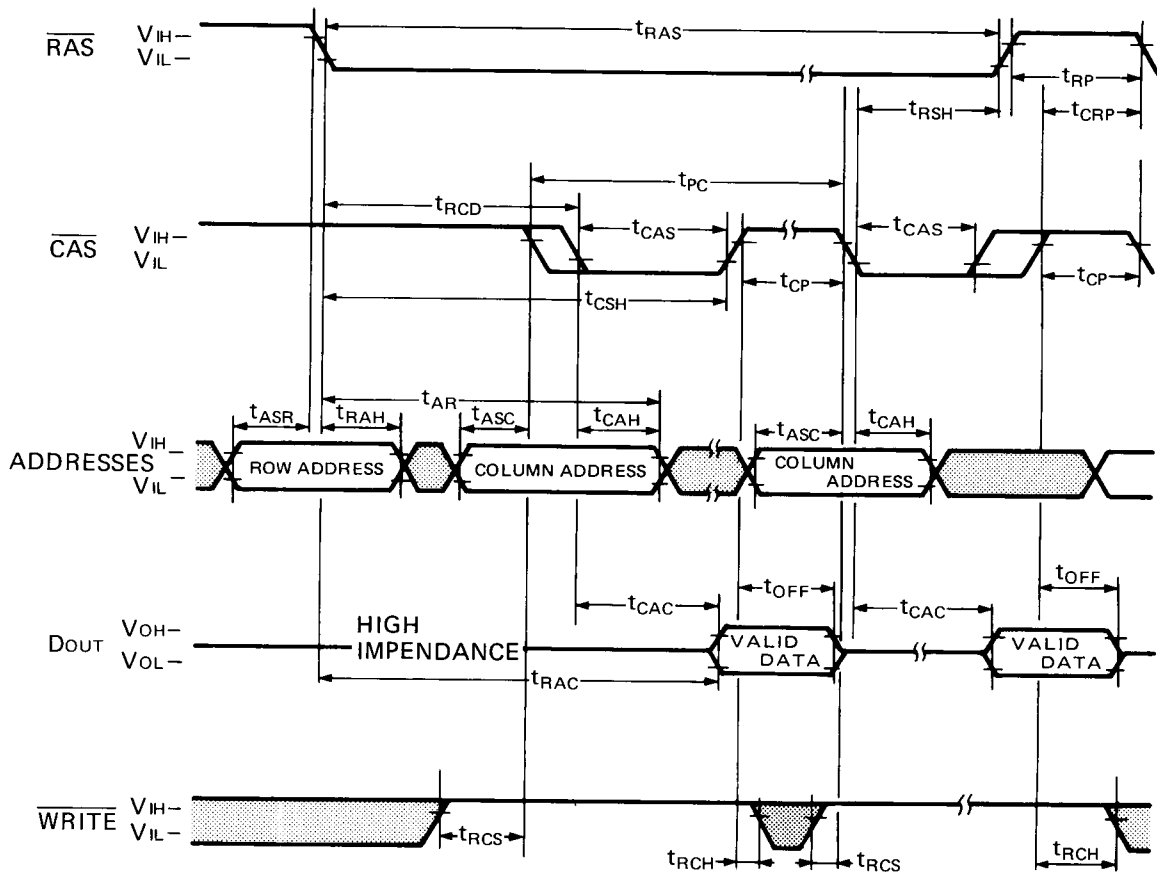 RAS VIH– tRAS
VIL– tRP
tRSH tCRP
tPC
tRCD
CAS VIH– tCAS tCAS
VIL
tCP tCP
tCSH
tAR
tASR tRAH tASC tCAH tASC tCAH
VIH–
ADDRESSES ROW ADDRESS COLUMN ADDRESS COLUMN
VIL– ADDRESS
tOFF tOFF
tCAC tCAC
HIGH
DOUT VOH– VALID VALID
VOL– IMPENDANCE DATA DATA
tRAC
WRITE VIH–
VIL– tRCS
tRCH tRCS tRCH